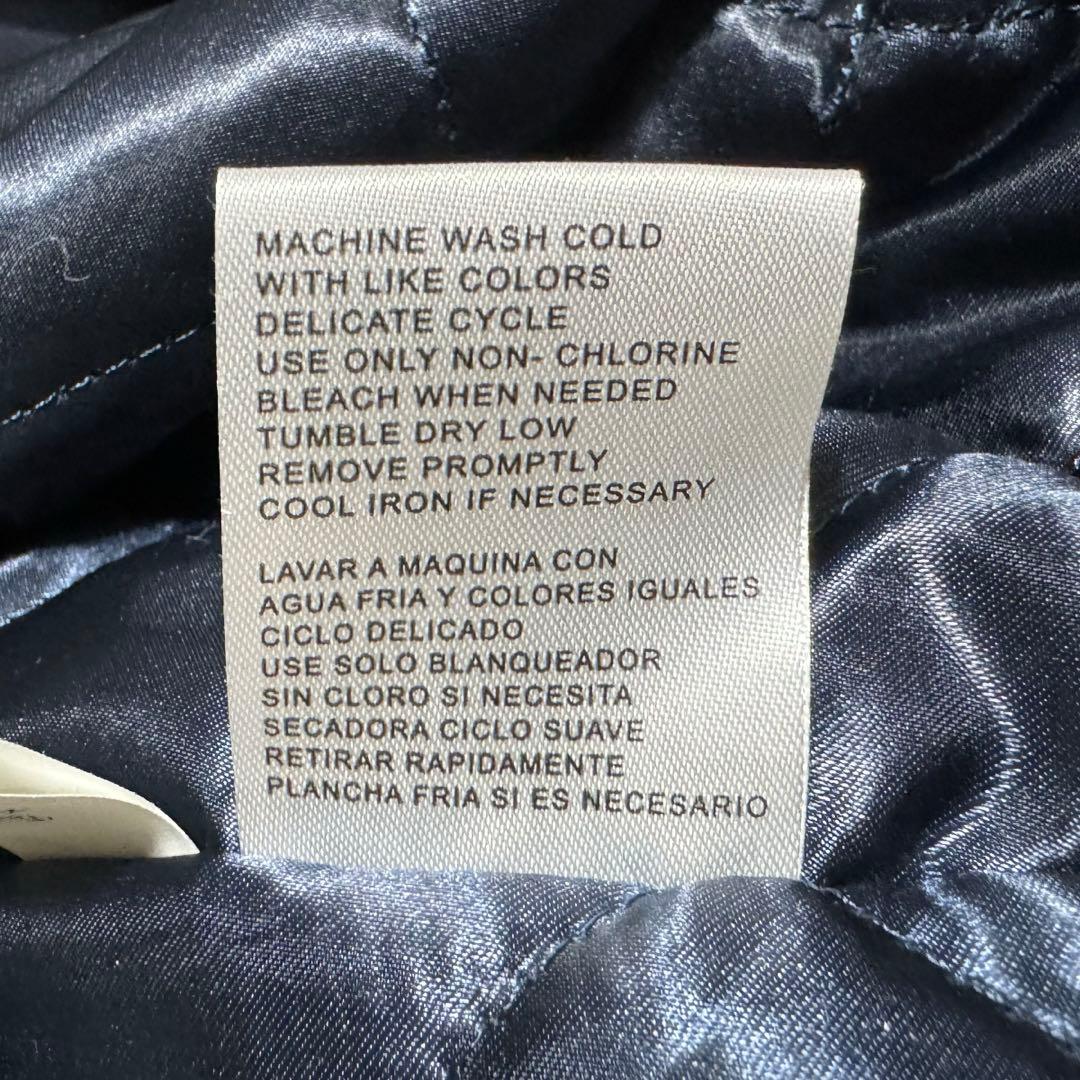 MACHINE WASH COLD
WITH LIKE COLORS
DELICATE CYCLE
USE ONLY NON- CHLORINE
BLEACH WHEN NEEDED
TUMBLE DRY LOW
REMOVE PROMPTLY
COOL IRON IF NECESSARY
LAVAR A MAQUINA CON
AGUA FRIA Y COLORES IGUALES
CICLO DELICADO
USE SOLO BLANQUEADOR
SIN CLORO SI NECESITA
SECADORA CICLO SUAVE
RETIRAR RAPIDAMENTE
PLANCHA FRIA SI ES NECESARIO